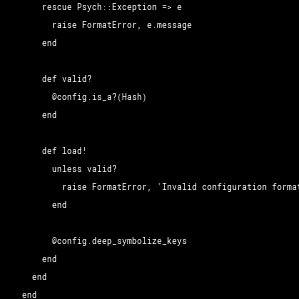 rescue Psych::Exception => e
raise FormatError, e.message
end
def valid?
@config.is_a?(Hash)
end
def load!
unless valid?
raise FormatError, 'Invalid configuration format
end
@config.deep_symbolize_keys
end
end
end